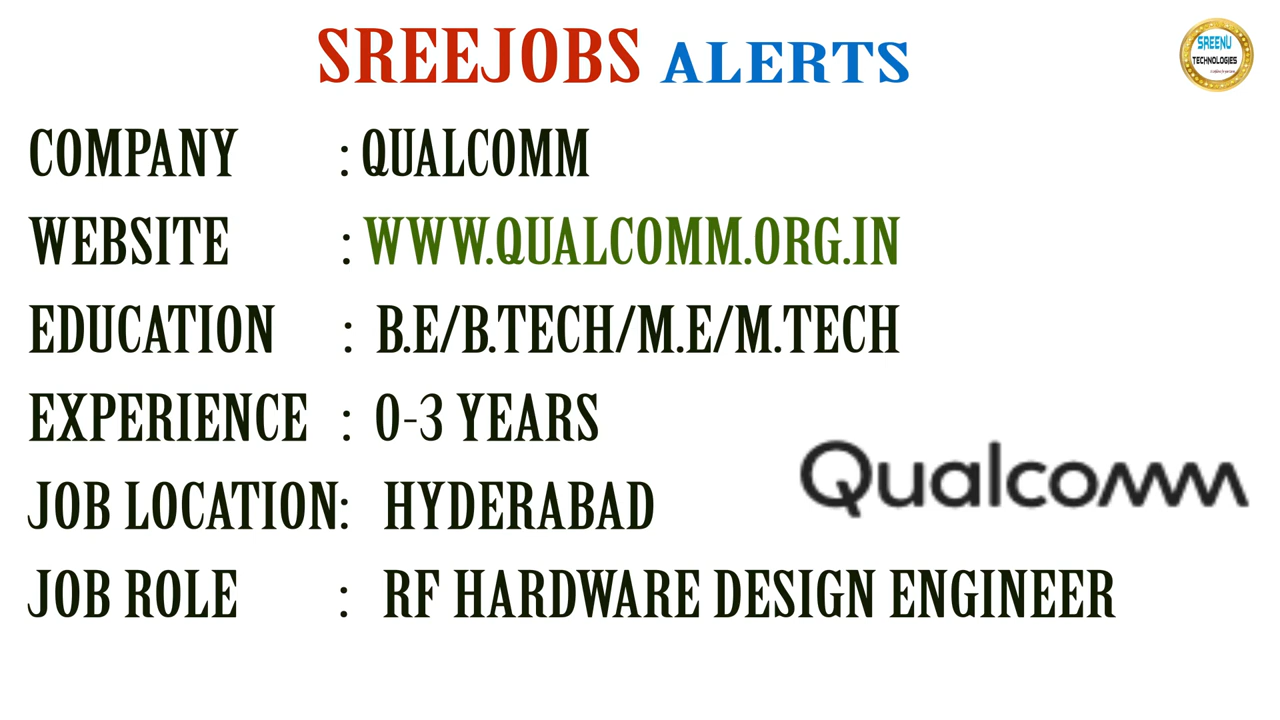 SREEJOBS ALERTS
SREENU
TECHNOLOGIES
COMPANY : QUALCOMM
WEBSITE : WWW.QUALCOMM.ORG.IN
EDUCATION : B.E/B.TECH/M.E/M.TECH
EXPERIENCE : 0-3 YEARS
Qualcomm
JOB LOCATION: HYDERABAD
JOB ROLE : RF HARDWARE DESIGN ENGINEER